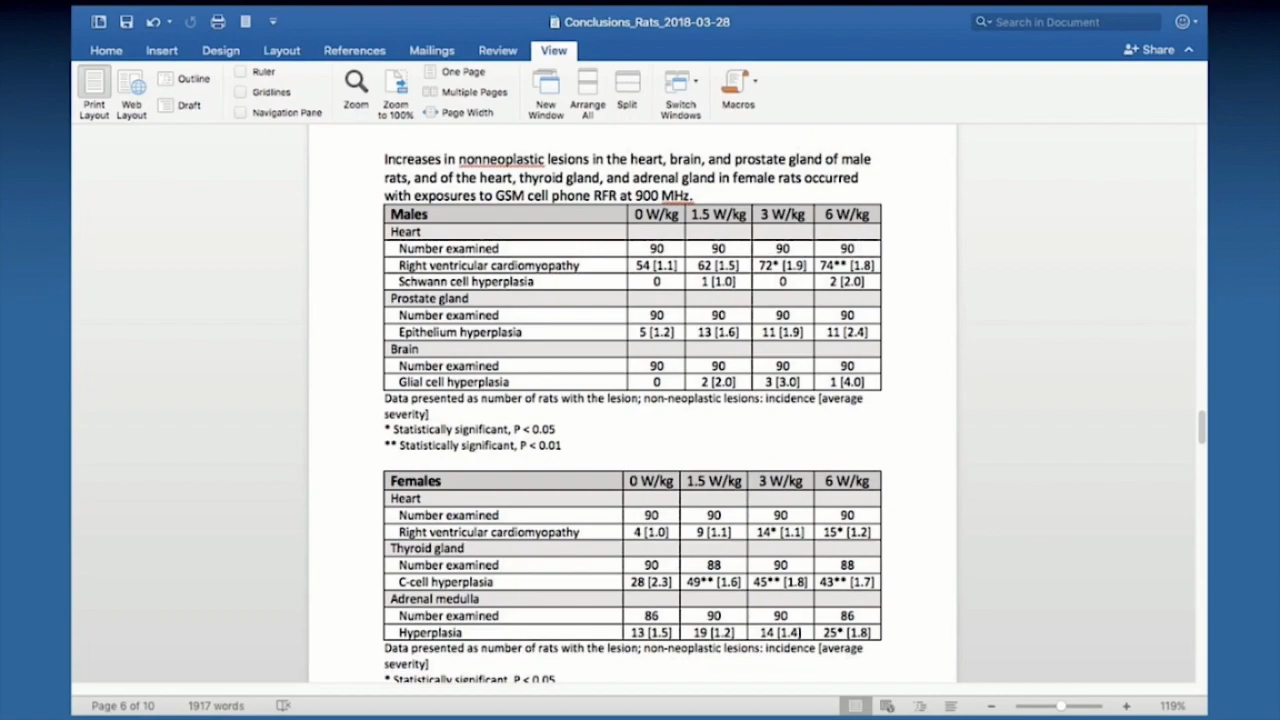 Conclusions_Rats_2018-03-28
Search in Document
Home Insert Design Layout References Mailings Review View
Share
Print Layout
Web Layout
Outline
Draft
Ruler
Gridlines
Navigation Pane
Zoom
Zoom to 100%
One Page
Multiple Pages
Page Width
New Window
Arrange All
Split
Switch Windows
Macros
Increases in nonneoplastic lesions in the heart, brain, and prostate gland of male
rats, and of the heart, thyroid gland, and adrenal gland in female rats occurred
with exposures to GSM cell phone RFR at 900 MHz.
Males 0 W/kg 1.5 W/kg 3 W/kg 6 W/kg
Heart
Number examined 90 90 90 90
Right ventricular cardiomyopathy 54 [1.1] 62 [1.5] 72* [1.9] 74** [1.8]
Schwann cell hyperplasia 0 1 [1.0] 0 2 [2.0]
Prostate gland
Number examined 90 90 90 90
Epithelium hyperplasia 5 [1.2] 13 [1.6] 11 [1.9] 11 [2.4]
Brain
Number examined 90 90 90 90
Glial cell hyperplasia 0 2 [2.0] 3 [3.0] 1 [4.0]
Data presented as number of rats with the lesion; non-neoplastic lesions: incidence [average
severity]
* Statistically significant, P < 0.05
** Statistically significant, P < 0.01
Females 0 W/kg 1.5 W/kg 3 W/kg 6 W/kg
Heart
Number examined 90 90 90 90
Right ventricular cardiomyopathy 4 [1.0] 9 [1.1] 14* [1.1] 15* [1.2]
Thyroid gland
Number examined 90 88 90 88
C-cell hyperplasia 28 [2.3] 49** [1.6] 45** [1.8] 43** [1.7]
Adrenal medulla
Number examined 86 90 90 86
Hyperplasia 13 [1.5] 19 [1.2] 14 [1.4] 25* [1.8]
Data presented as number of rats with the lesion; non-neoplastic lesions: incidence [average
severity]
* Statistically significant, P < 0.05
Page 6 of 10 1917 words 119%